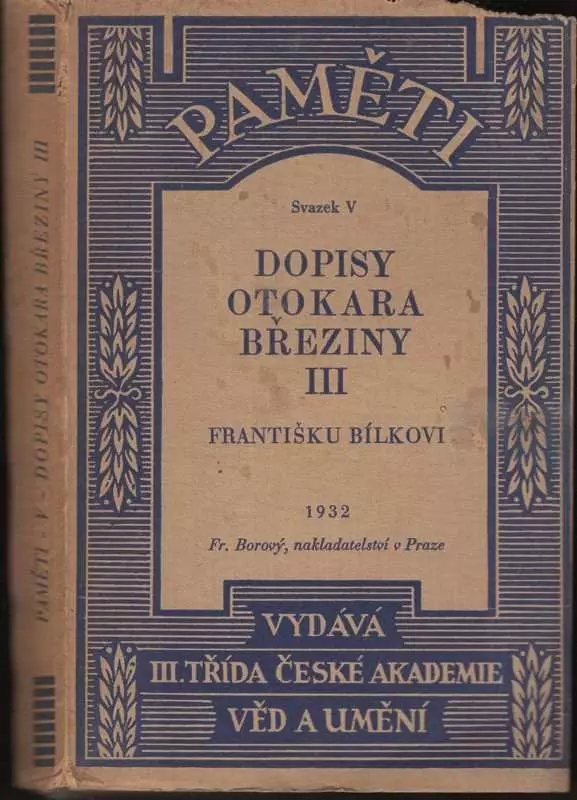 PAMĚTI
Svazek V
DOPISY
OTOKARA
BŘEZINY
III
FRANTIŠKU BÍLKOVI
1932
Fr. Borový, nakladatelství v Praze
VYDÁVÁ
III. TŘÍDA ČESKÉ AKADEMIE
VĚD A UMĚNÍ
PAMĚTI - V - DOPISY OTOKARA BŘEZINY III